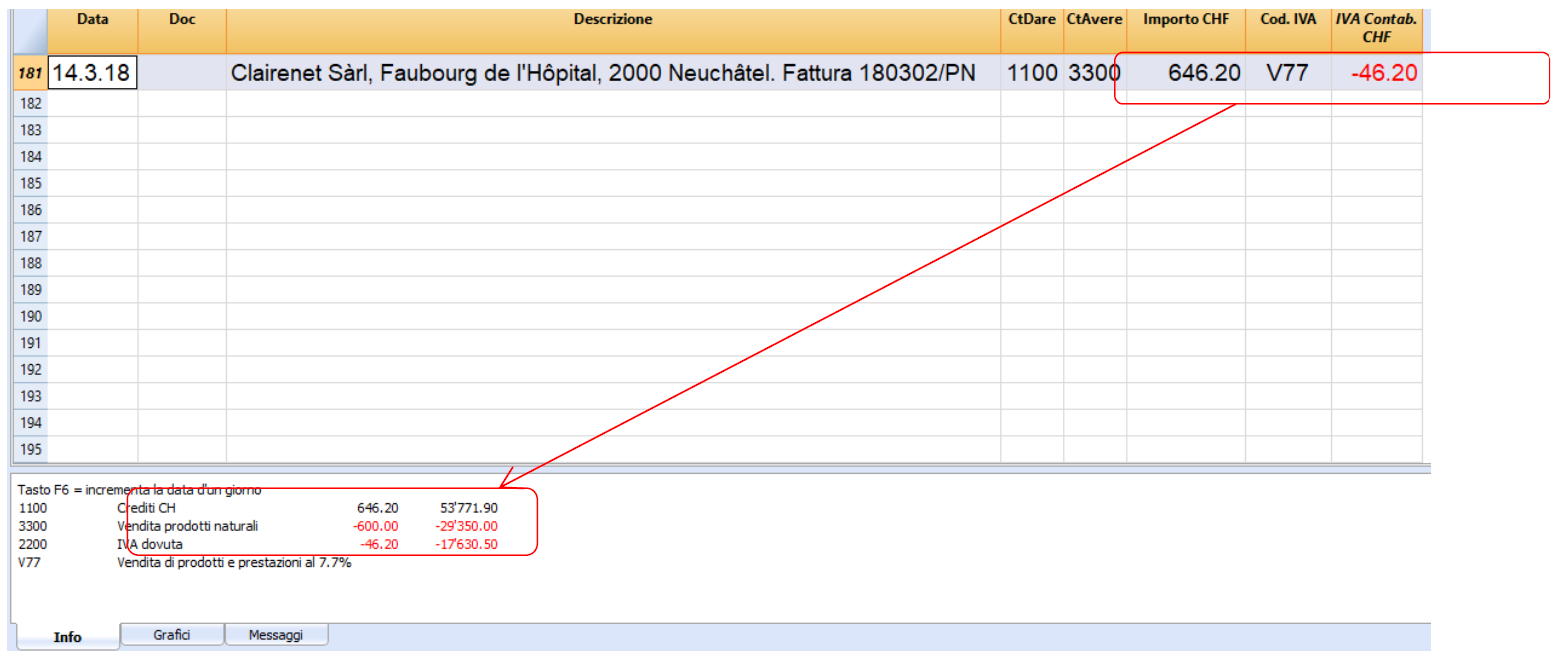 Data Doc Descrizione CtDare CtAvere Importo CHF Cod. IVA IVA Contab. CHF
181 14.3.18 Clairenet Sàrl, Faubourg de l'Hôpital, 2000 Neuchâtel. Fattura 180302/PN 1100 3300 646.20 V77 -46.20
182
183
184
185
186
187
188
189
190
191
192
193
194
195
Tasto F6 = incrementa la data d'un giorno
1100 Crediti CH 646.20 53'771.90
3300 Vendita prodotti naturali -600.00 -29'350.00
2200 IVA dovuta -46.20 -17'630.50
V77 Vendita di prodotti e prestazioni al 7.7%
Info Grafici Messaggi